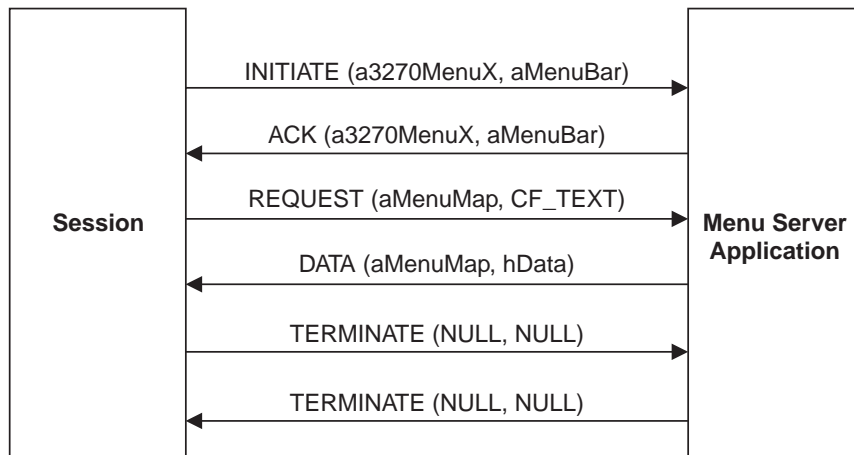 INITIATE (a3270MenuX, aMenuBar)
ACK (a3270MenuX, aMenuBar)
REQUEST (aMenuMap, CF_TEXT)
Session
Menu Server
Application
DATA (aMenuMap, hData)
TERMINATE (NULL, NULL)
TERMINATE (NULL, NULL)